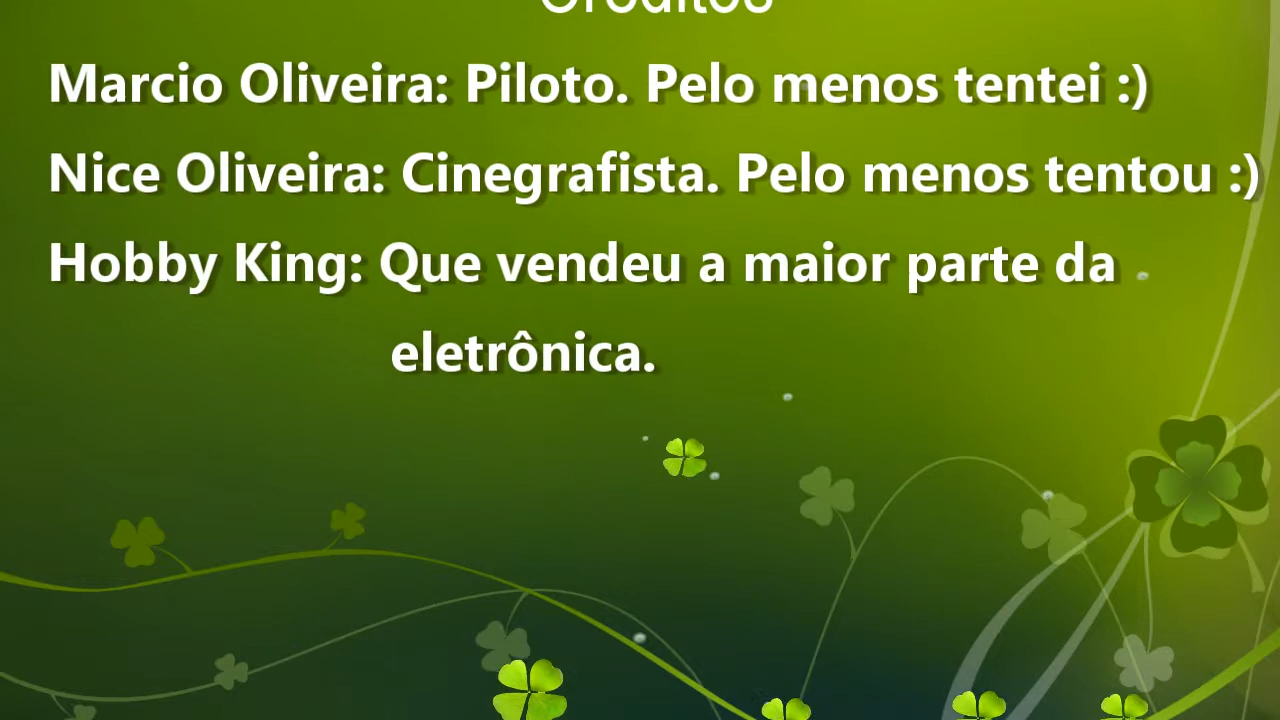 Créditos
Marcio Oliveira: Piloto. Pelo menos tentei :)
Nice Oliveira: Cinegrafista. Pelo menos tentou :)
Hobby King: Que vendeu a maior parte da
eletrônica.